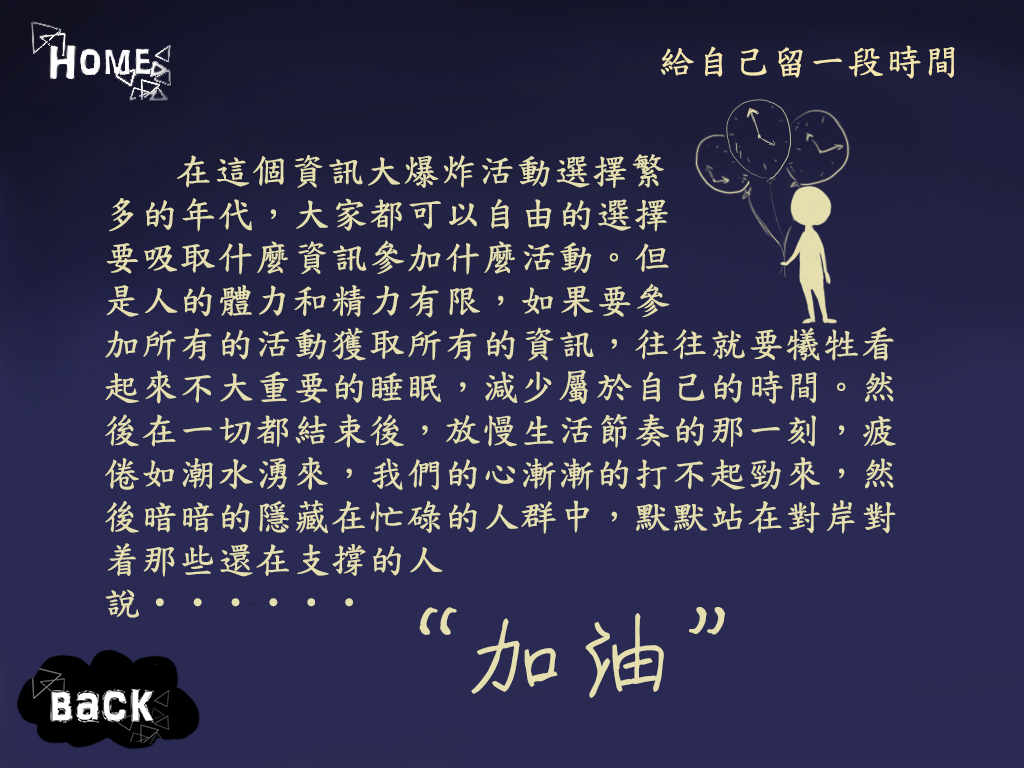 HOME
給自己留一段時間
在這個資訊大爆炸活動選擇繁
多的年代，大家都可以自由的選擇
要吸取什麼資訊參加什麼活動。但
是人的體力和精力有限，如果要參
加所有的活動獲取所有的資訊，往往就要犧牲看
起來不大重要的睡眠，減少屬於自己的時間。然
後在一切都結束後，放慢生活節奏的那一刻，疲
倦如潮水湧來，我們的心漸漸的打不起勁來，然
後暗暗的隱藏在忙碌的人群中，默默站在對岸對
着那些還在支撐的人
說・・・・・・
“加油”
BaCK